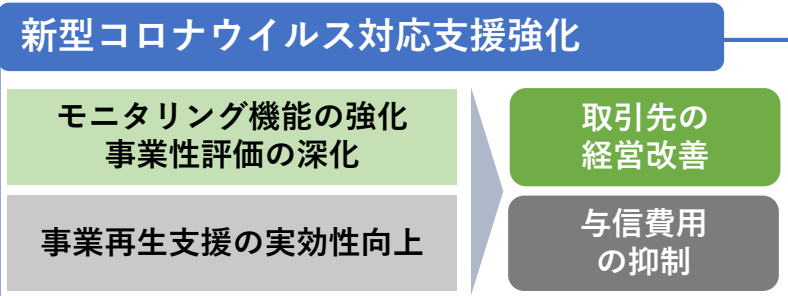 新型コロナウイルス対応支援強化
モニタリング機能の強化
事業性評価の深化
取引先の
経営改善
事業再生支援の実効性向上
与信費用
の抑制